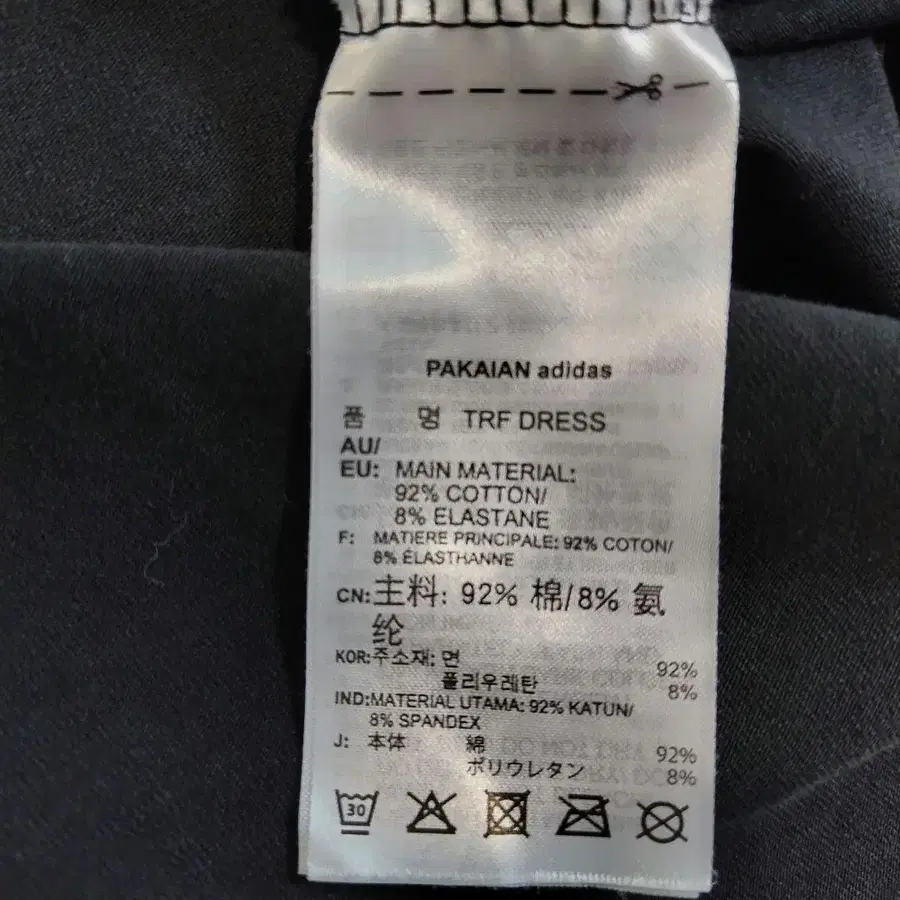 PAKAIAN adidas
품 명 TRF DRESS
AU/
EU: MAIN MATERIAL:
92% COTTON/
8% ELASTANE
F: MATIERE PRINCIPALE: 92% COTON/
8% ÉLASTHANNE
CN:主料: 92% 棉/8% 氨
纶
KOR:주소재: 면 92%
폴리우레탄 8%
IND:MATERIAL UTAMA: 92% KATUN/
8% SPANDEX
J: 本体 綿 92%
ポリウレタン 8%
30